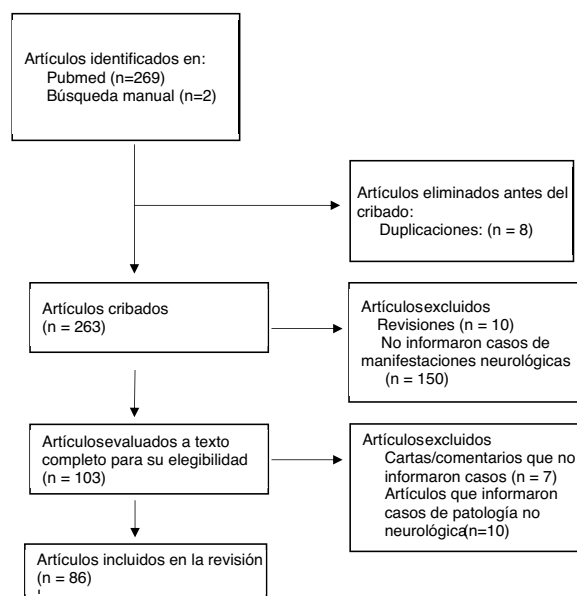 Artículos identificados en:
Pubmed (n=269)
Búsqueda manual (n=2)
Artículos eliminados antes del
cribado:
Duplicaciones: (n = 8)
Artículos cribados
(n = 263)
Artículosexcluidos
Revisiones (n = 10)
No informaron casos de
manifestaciones neurológicas
(n = 150)
Artículosevaluados a texto
completo para su elegibilidad
(n = 103)
Artículosexcluidos
Cartas/comentarios que no
informaron casos (n = 7)
Artículos que informaron
casos de patología no
neurológica(n=10)
Artículos incluidos en la revisión
(n = 86)